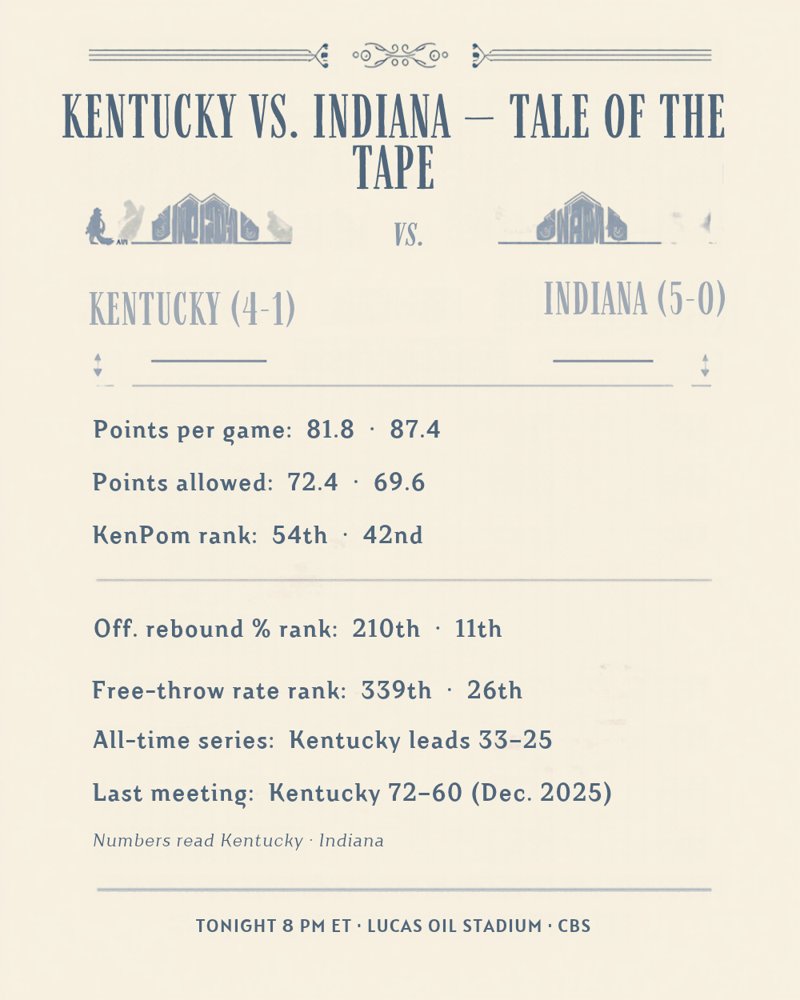 KENTUCKY VS. INDIANA — TALE OF THE
TAPE
VS.
KENTUCKY (4-1)
INDIANA (5-0)
Points per game: 81.8 · 87.4
Points allowed: 72.4 · 69.6
KenPom rank: 54th · 42nd
Off. rebound % rank: 210th · 11th
Free-throw rate rank: 339th · 26th
All-time series: Kentucky leads 33–25
Last meeting: Kentucky 72–60 (Dec. 2025)
Numbers read Kentucky · Indiana
TONIGHT 8 PM ET · LUCAS OIL STADIUM · CBS